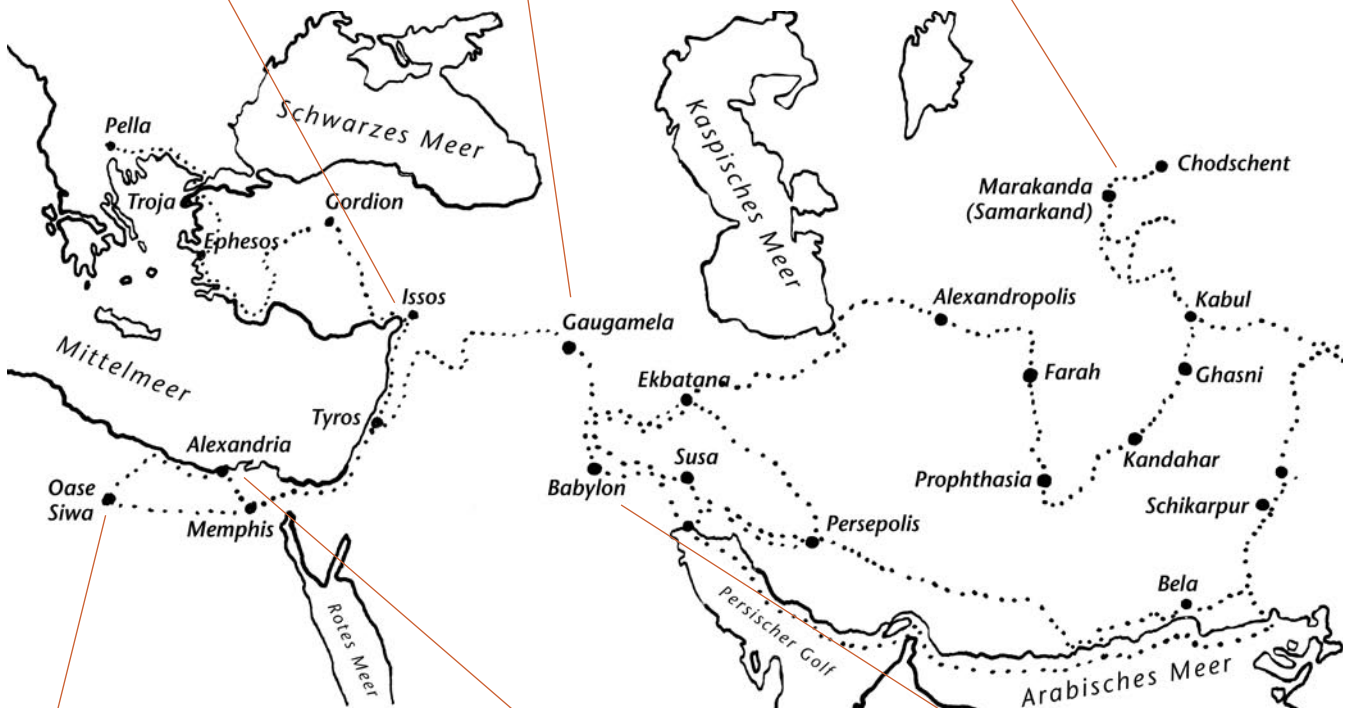 Schwarzes Meer
Kaspisches Meer
Pella
Chodschent
Marakanda
(Samarkand)
Troja
Gordion
Ephesos
Issos
Alexandropolis
Kabul
Gaugamela
Mittelmeer
Ekbatana
Farah
Ghasni
Tyros
Alexandria
Susa
Kandahar
Oase
Siwa
Babylon
Prophthasia
Schikarpur
Memphis
Persepolis
Rotes Meer
Persischer Golf
Bela
Arabisches Meer